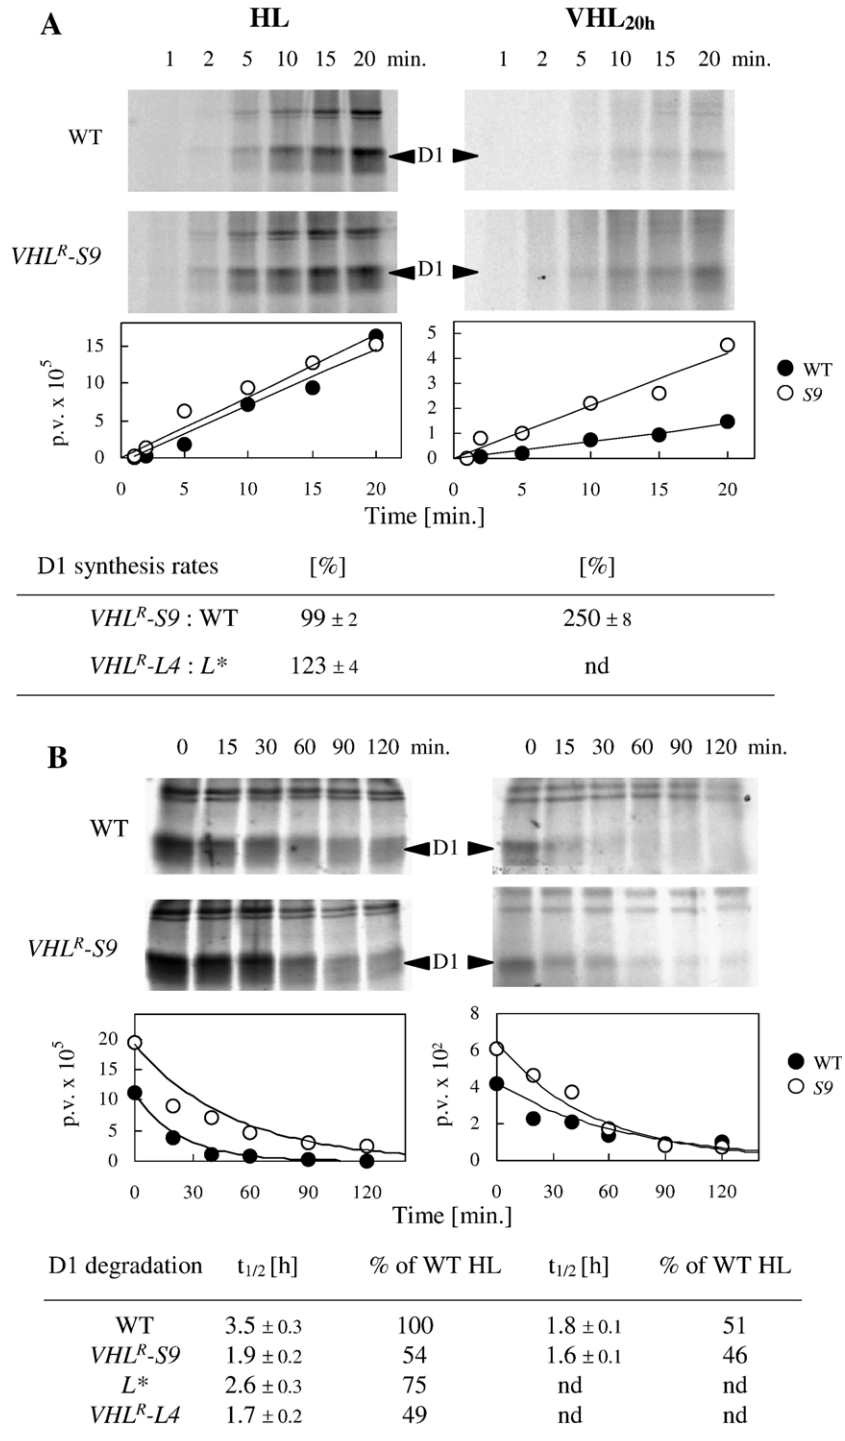 A HL VHL20h
1 2 5 10 15 20 min. 1 2 5 10 15 20 min.
WT
D1
VHLR-S9
D1
p.v. x 10^5
15
10
5
0
5
4
3
2
1
0
WT
S9
0 5 10 15 20 0 5 10 15 20
Time [min.]
D1 synthesis rates [%] [%]
VHLR-S9 : WT 99 ± 2 250 ± 8
VHLR-L4 : L* 123 ± 4 nd
B 0 15 30 60 90 120 min. 0 15 30 60 90 120 min.
WT
D1
VHLR-S9
D1
p.v. x 10^5
20
15
10
5
0
p.v. x 10^2
8
6
4
2
0
WT
S9
0 30 60 90 120 0 30 60 90 120
Time [min.]
D1 degradation t1/2 [h] % of WT HL t1/2 [h] % of WT HL
WT 3.5 ± 0.3 100 1.8 ± 0.1 51
VHLR-S9 1.9 ± 0.2 54 1.6 ± 0.1 46
L* 2.6 ± 0.3 75 nd nd
VHLR-L4 1.7 ± 0.2 49 nd nd